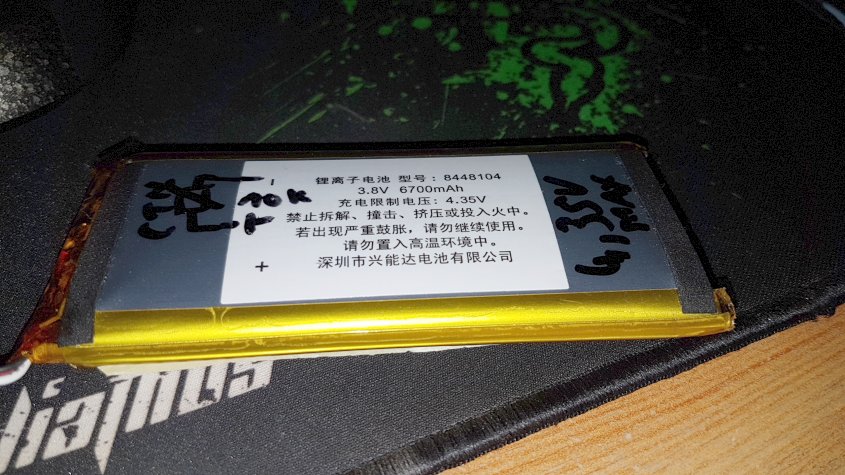 锂离子电池 型号：8448104
3.8V 6700mAh
充电限制电压：4.35V
禁止拆解、撞击、挤压或投入火中。
若出现严重鼓胀，请勿继续使用。
请勿置入高温环境中。
深圳市兴能达电池有限公司
-
+
10K
T
4,35V
MAX